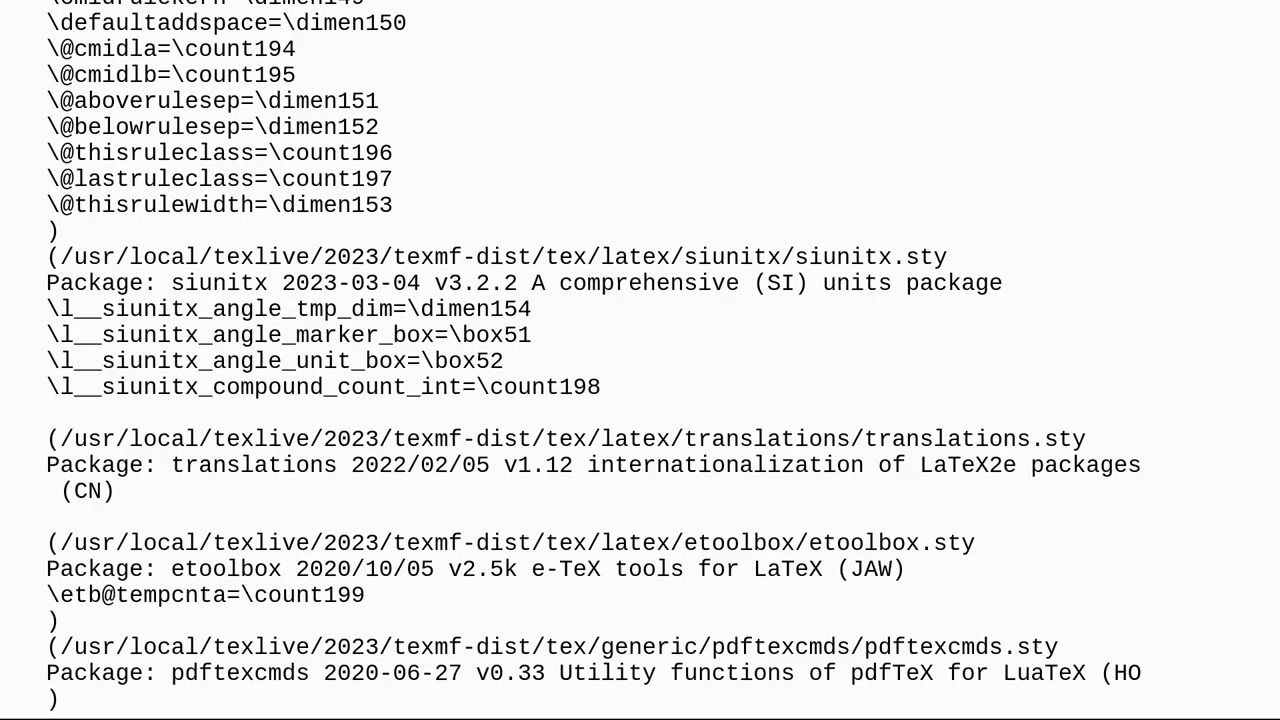 \defaultaddspace=\dimen150
\@cmidla=\count194
\@cmidlb=\count195
\@aboverulesep=\dimen151
\@belowrulesep=\dimen152
\@thisruleclass=\count196
\@lastruleclass=\count197
\@thisrulewidth=\dimen153
)
(/usr/local/texlive/2023/texmf-dist/tex/latex/siunitx/siunitx.sty
Package: siunitx 2023-03-04 v3.2.2 A comprehensive (SI) units package
\l__siunitx_angle_tmp_dim=\dimen154
\l__siunitx_angle_marker_box=\box51
\l__siunitx_angle_unit_box=\box52
\l__siunitx_compound_count_int=\count198
(/usr/local/texlive/2023/texmf-dist/tex/latex/translations/translations.sty
Package: translations 2022/02/05 v1.12 internationalization of LaTeX2e packages
(CN)
(/usr/local/texlive/2023/texmf-dist/tex/latex/etoolbox/etoolbox.sty
Package: etoolbox 2020/10/05 v2.5k e-TeX tools for LaTeX (JAW)
\etb@tempcnta=\count199
)
(/usr/local/texlive/2023/texmf-dist/tex/generic/pdftexcmds/pdftexcmds.sty
Package: pdftexcmds 2020-06-27 v0.33 Utility functions of pdfTeX for LuaTeX (HO
)